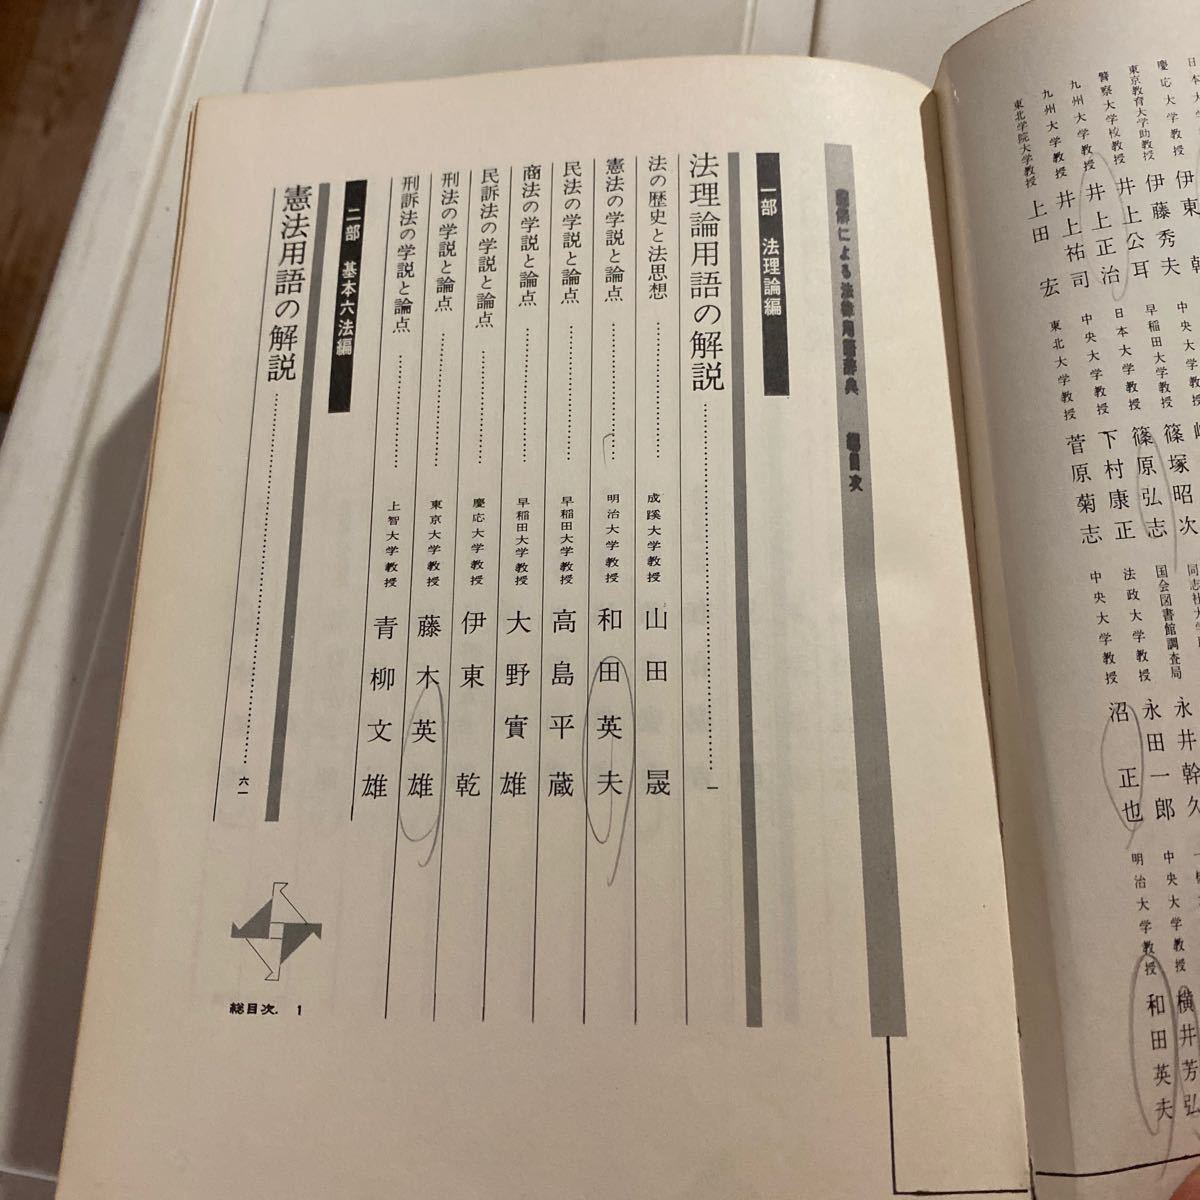 上田宏
東北学院大学教授
井上祐司
九州大学教授
井上正治
九州大学教授
井上公耳
警察大学校教授
伊藤秀夫
東京教育大学助教授
慶応大学教授
菅原菊志
東北大学教授
下村康正
中央大学教授
篠原弘志
日本大学教授
篠塚昭次
早稲田大学教授
沼正也
中央大学教授
永田一郎
法政大学教授
永井幹久
国会図書館調査局
和田英夫
明治大学教授
横井芳弘
中央大学教授
図解による法律用語辞典 総目次
一部 法理論編
法理論用語の解説 一
法の歴史と法思想 成蹊大学教授 山田晟
憲法の学説と論点 明治大学教授 和田英夫
民法の学説と論点 早稲田大学教授 高島平蔵
商法の学説と論点 早稲田大学教授 大野實雄
民訴法の学説と論点 慶応大学教授 伊東乾
刑法の学説と論点 東京大学教授 藤木英雄
刑訴法の学説と論点 上智大学教授 青柳文雄
二部 基本六法編
憲法用語の解説 六一
総目次. 1